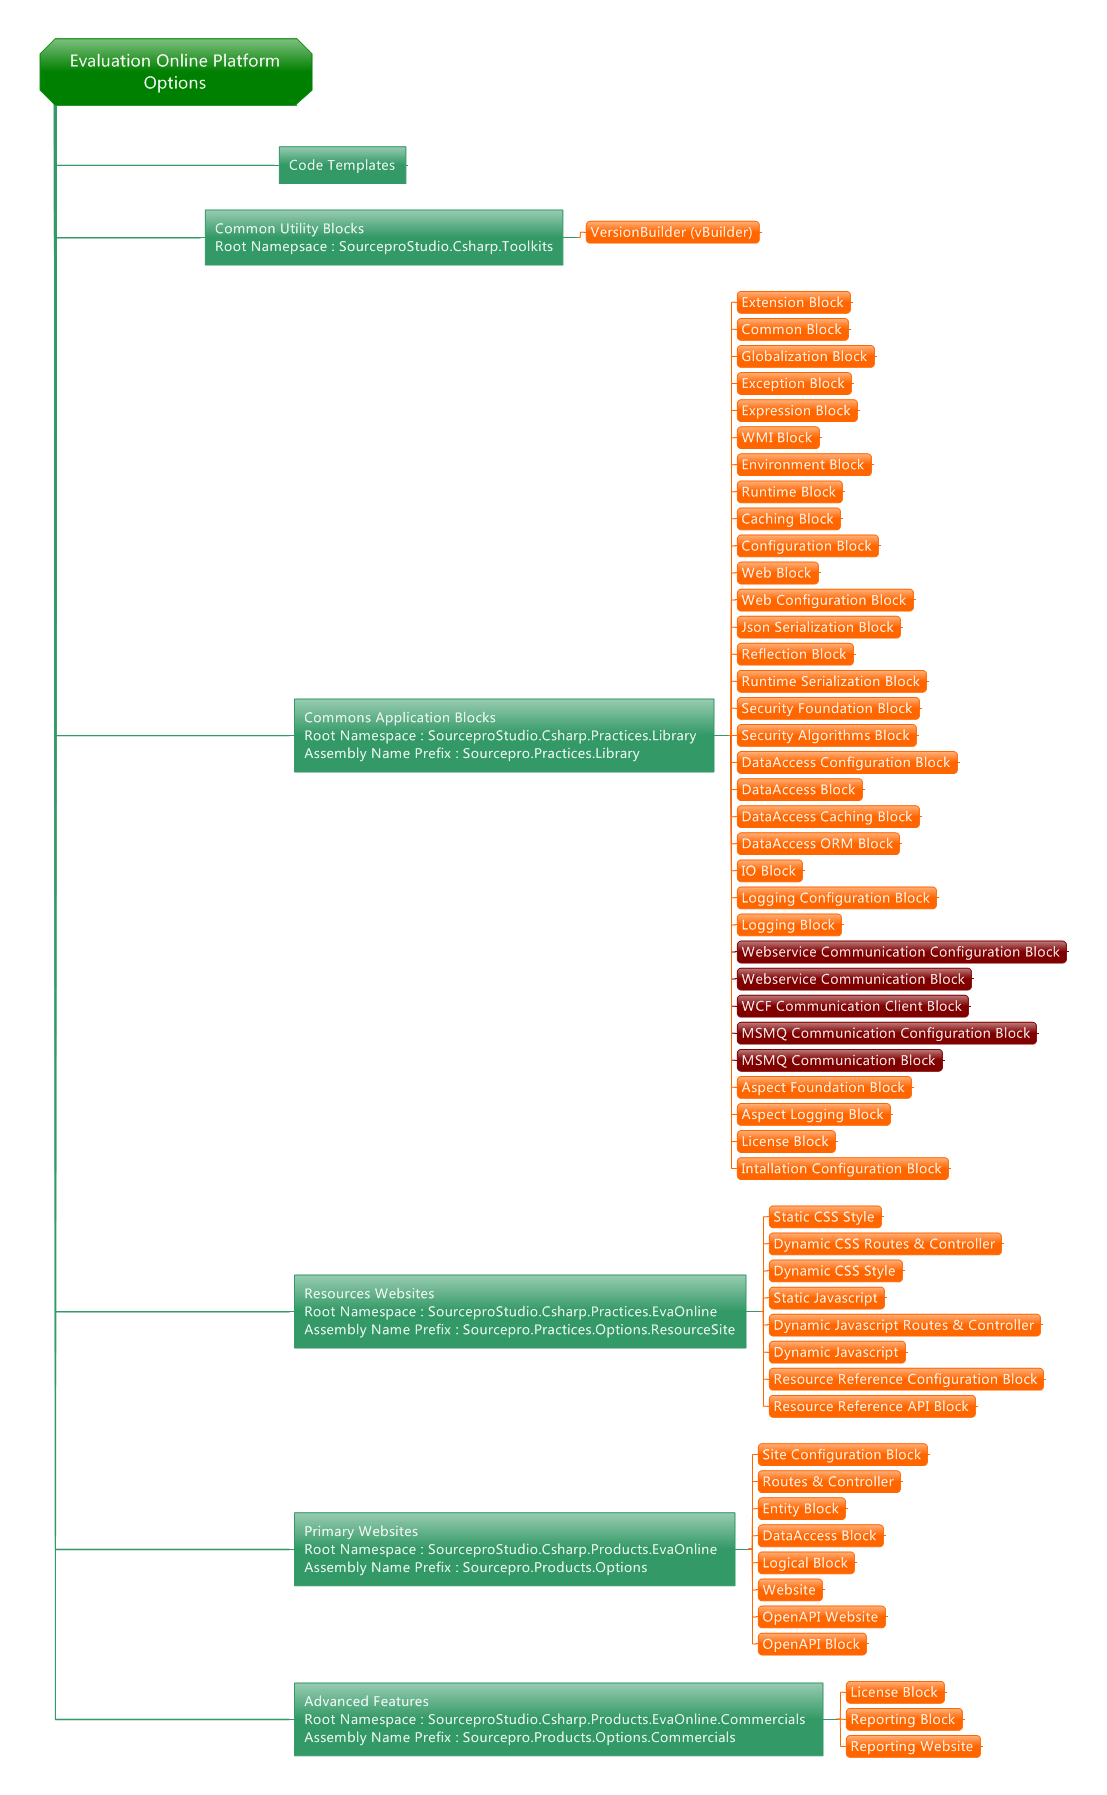 Evaluation Online Platform
Options
Code Templates
Common Utility Blocks
Root Namepsace : SourceproStudio.Csharp.Toolkits
VersionBuilder (vBuilder)
Extension Block
Common Block
Globalization Block
Exception Block
Expression Block
WMI Block
Environment Block
Runtime Block
Caching Block
Configuration Block
Web Block
Web Configuration Block
Json Serialization Block
Reflection Block
Runtime Serialization Block
Security Foundation Block
Commons Application Blocks
Root Namespace : SourceproStudio.Csharp.Practices.Library
Assembly Name Prefix : Sourcepro.Practices.Library
Security Algorithms Block
DataAccess Configuration Block
DataAccess Block
DataAccess Caching Block
DataAccess ORM Block
IO Block
Logging Configuration Block
Logging Block
Webservice Communication Configuration Block
Webservice Communication Block
WCF Communication Client Block
MSMQ Communication Configuration Block
MSMQ Communication Block
Aspect Foundation Block
Aspect Logging Block
License Block
Intallation Configuration Block
Resources Websites
Root Namespace : SourceproStudio.Csharp.Practices.EvaOnline
Assembly Name Prefix : Sourcepro.Practices.Options.ResourceSite
Static CSS Style
Dynamic CSS Routes & Controller
Dynamic CSS Style
Static Javascript
Dynamic Javascript Routes & Controller
Dynamic Javascript
Resource Reference Configuration Block
Resource Reference API Block
Primary Websites
Root Namespace : SourceproStudio.Csharp.Products.EvaOnline
Assembly Name Prefix : Sourcepro.Products.Options
Site Configuration Block
Routes & Controller
Entity Block
DataAccess Block
Logical Block
Website
OpenAPI Website
OpenAPI Block
Advanced Features
Root Namespace : SourceproStudio.Csharp.Products.EvaOnline.Commercials
Assembly Name Prefix : Sourcepro.Products.Options.Commercials
License Block
Reporting Block
Reporting Website